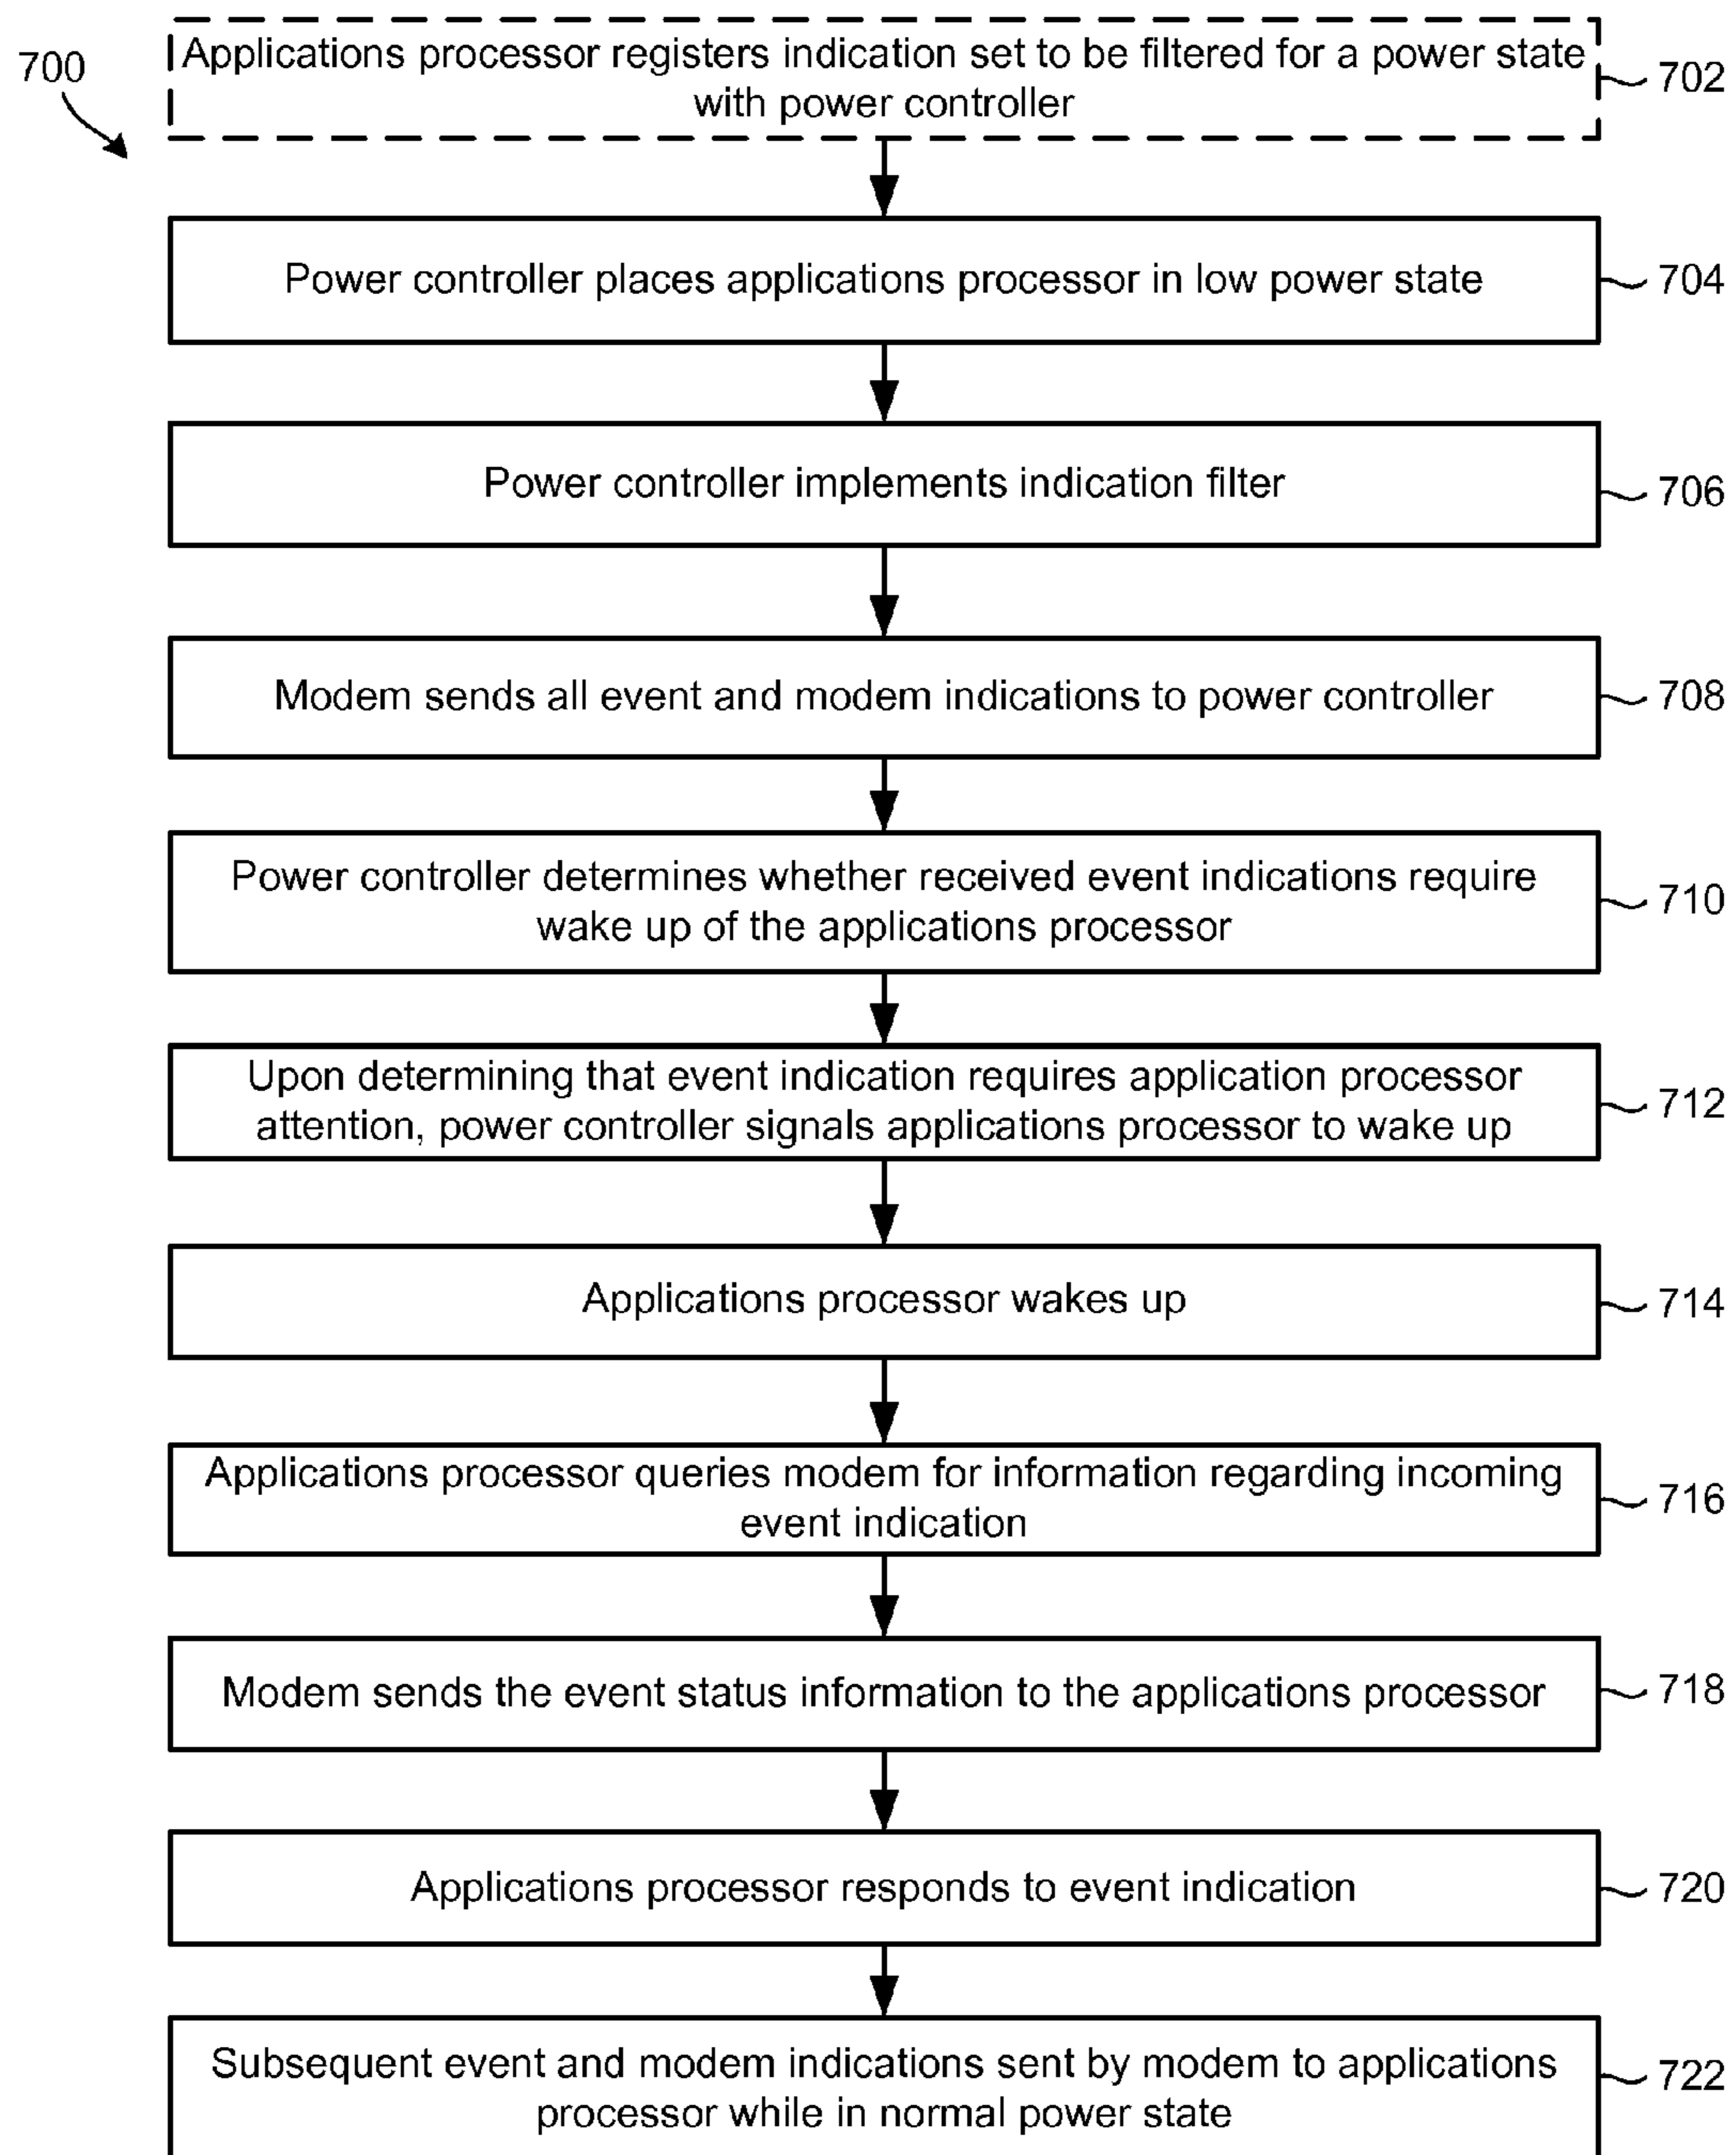 700
Applications processor registers indication set to be filtered for a power state
with power controller
702
Power controller places applications processor in low power state
704
Power controller implements indication filter
706
Modem sends all event and modem indications to power controller
708
Power controller determines whether received event indications require
wake up of the applications processor
710
Upon determining that event indication requires application processor
attention, power controller signals applications processor to wake up
712
Applications processor wakes up
714
Applications processor queries modem for information regarding incoming
event indication
716
Modem sends the event status information to the applications processor
718
Applications processor responds to event indication
720
Subsequent event and modem indications sent by modem to applications
processor while in normal power state
722